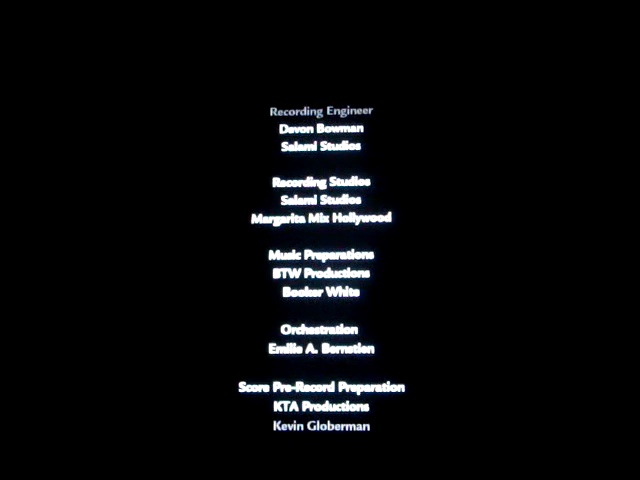 Recording Engineer
Devon Bowman
Salami Studios
Recording Studios
Salami Studios
Margarita Mix Hollywood
Music Preparations
BTW Productions
Booker White
Orchestration
Emilie A. Bernstien
Score Pre-Record Preparation
KTA Productions
Kevin Globerman